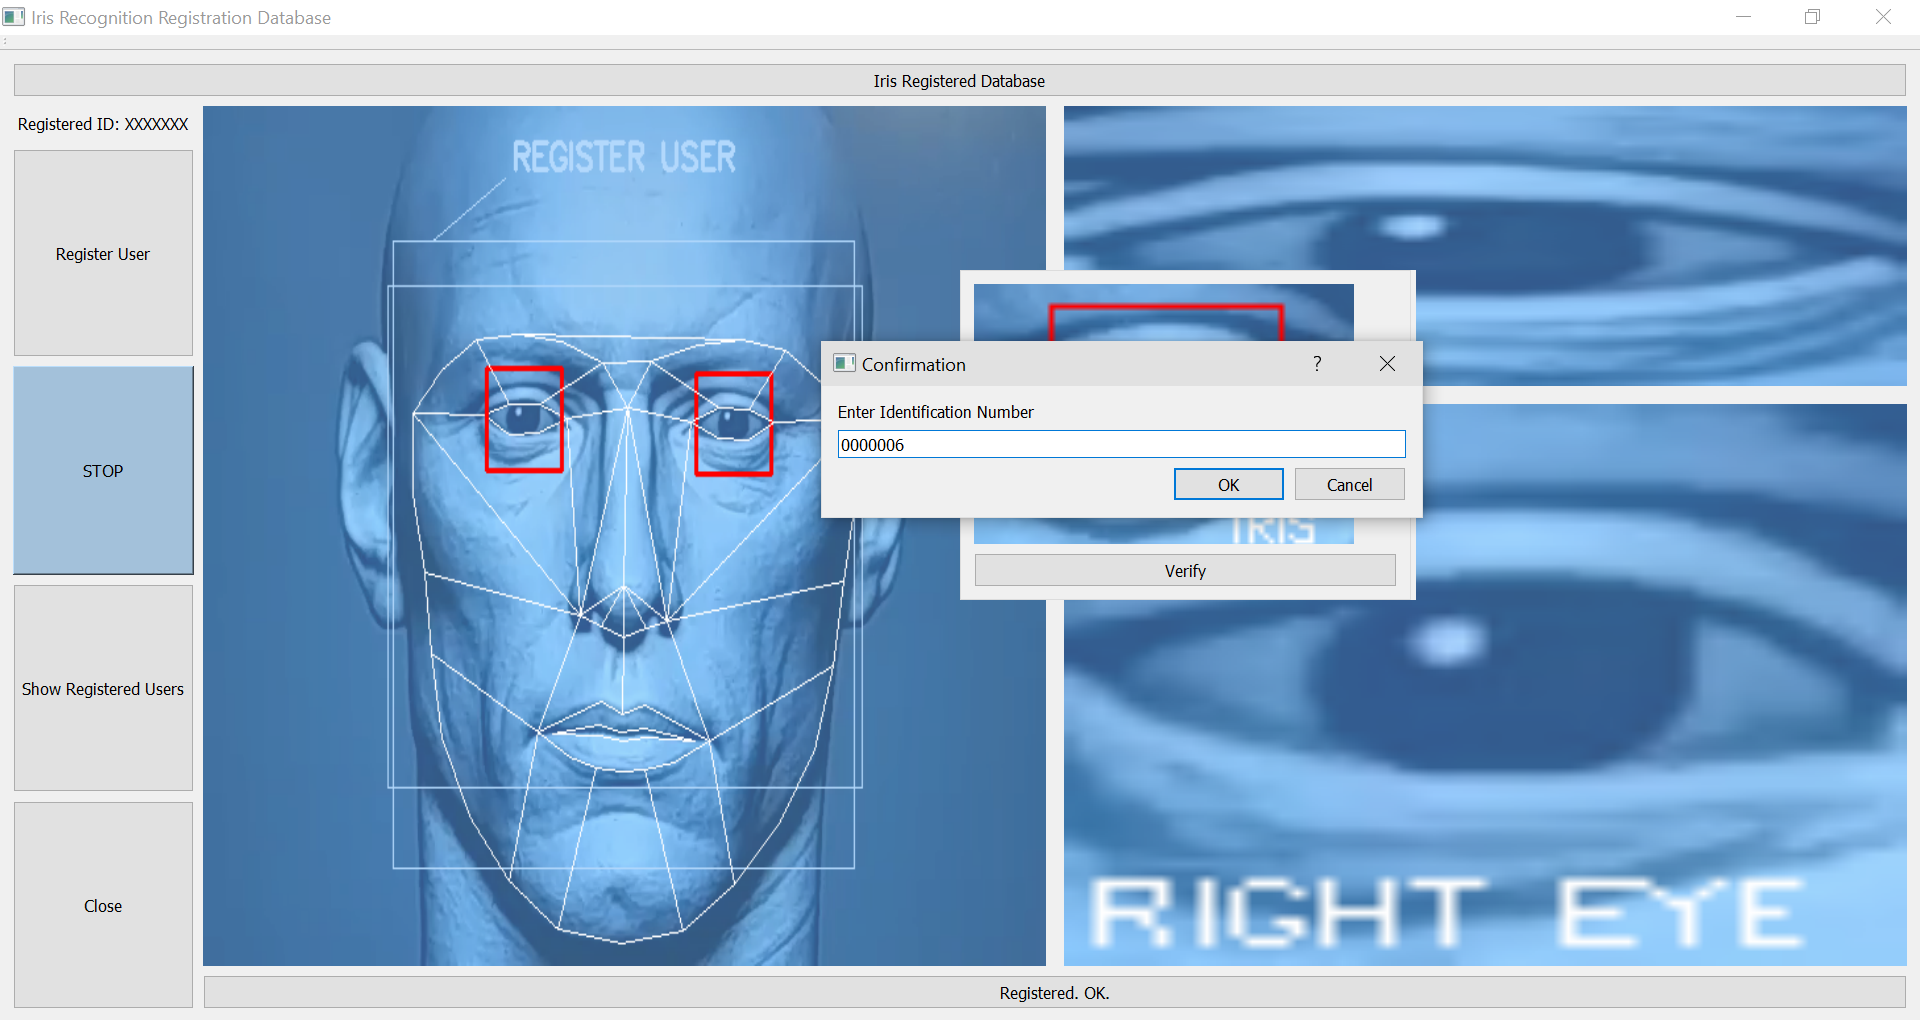 Iris Recognition Registration Database
Iris Registered Database
Registered ID: XXXXXXX
Register User
STOP
Show Registered Users
Close
REGISTER USER
Confirmation
?
Enter Identification Number
0000006
OK
Cancel
IRIS
Verify
RIGHT EYE
Registered. OK.